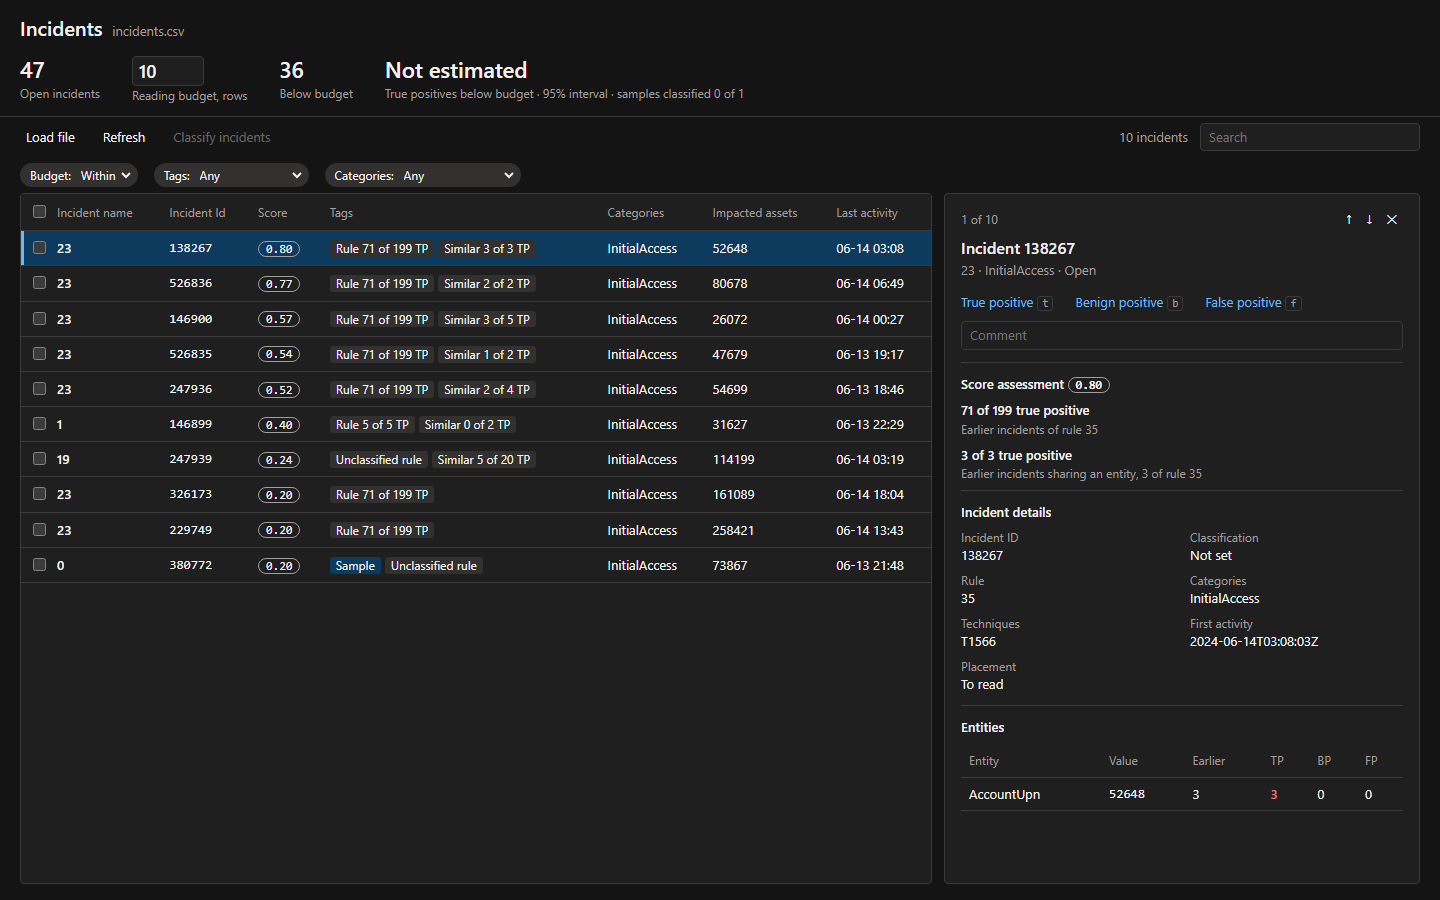 Incidents incidents.csv
47 10 36 Not estimated
Open incidents Reading budget, rows Below budget True positives below budget · 95% interval · samples classified 0 of 1
Load file Refresh Classify incidents 10 incidents Search
Budget: Within Tags: Any Categories: Any
Incident name Incident Id Score Tags Categories Impacted assets Last activity
23 138267 0.80 Rule 71 of 199 TP Similar 3 of 3 TP InitialAccess 52648 06-14 03:08
23 526836 0.77 Rule 71 of 199 TP Similar 2 of 2 TP InitialAccess 80678 06-14 06:49
23 146900 0.57 Rule 71 of 199 TP Similar 3 of 5 TP InitialAccess 26072 06-14 00:27
23 526835 0.54 Rule 71 of 199 TP Similar 1 of 2 TP InitialAccess 47679 06-13 19:17
23 247936 0.52 Rule 71 of 199 TP Similar 2 of 4 TP InitialAccess 54699 06-13 18:46
1 146899 0.40 Rule 5 of 5 TP Similar 0 of 2 TP InitialAccess 31627 06-13 22:29
19 247939 0.24 Unclassified rule Similar 5 of 20 TP InitialAccess 114199 06-14 03:19
23 326173 0.20 Rule 71 of 199 TP InitialAccess 161089 06-14 18:04
23 229749 0.20 Rule 71 of 199 TP InitialAccess 258421 06-14 13:43
0 380772 0.20 Sample Unclassified rule InitialAccess 73867 06-13 21:48
1 of 10 ↑ ↓ ✕
Incident 138267
23 · InitialAccess · Open
True positive t Benign positive b False positive f
Comment
Score assessment 0.80
71 of 199 true positive
Earlier incidents of rule 35
3 of 3 true positive
Earlier incidents sharing an entity, 3 of rule 35
Incident details
Incident ID Classification
138267 Not set
Rule Categories
35 InitialAccess
Techniques First activity
T1566 2024-06-14T03:08:03Z
Placement
To read
Entities
Entity Value Earlier TP BP FP
AccountUpn 52648 3 3 0 0